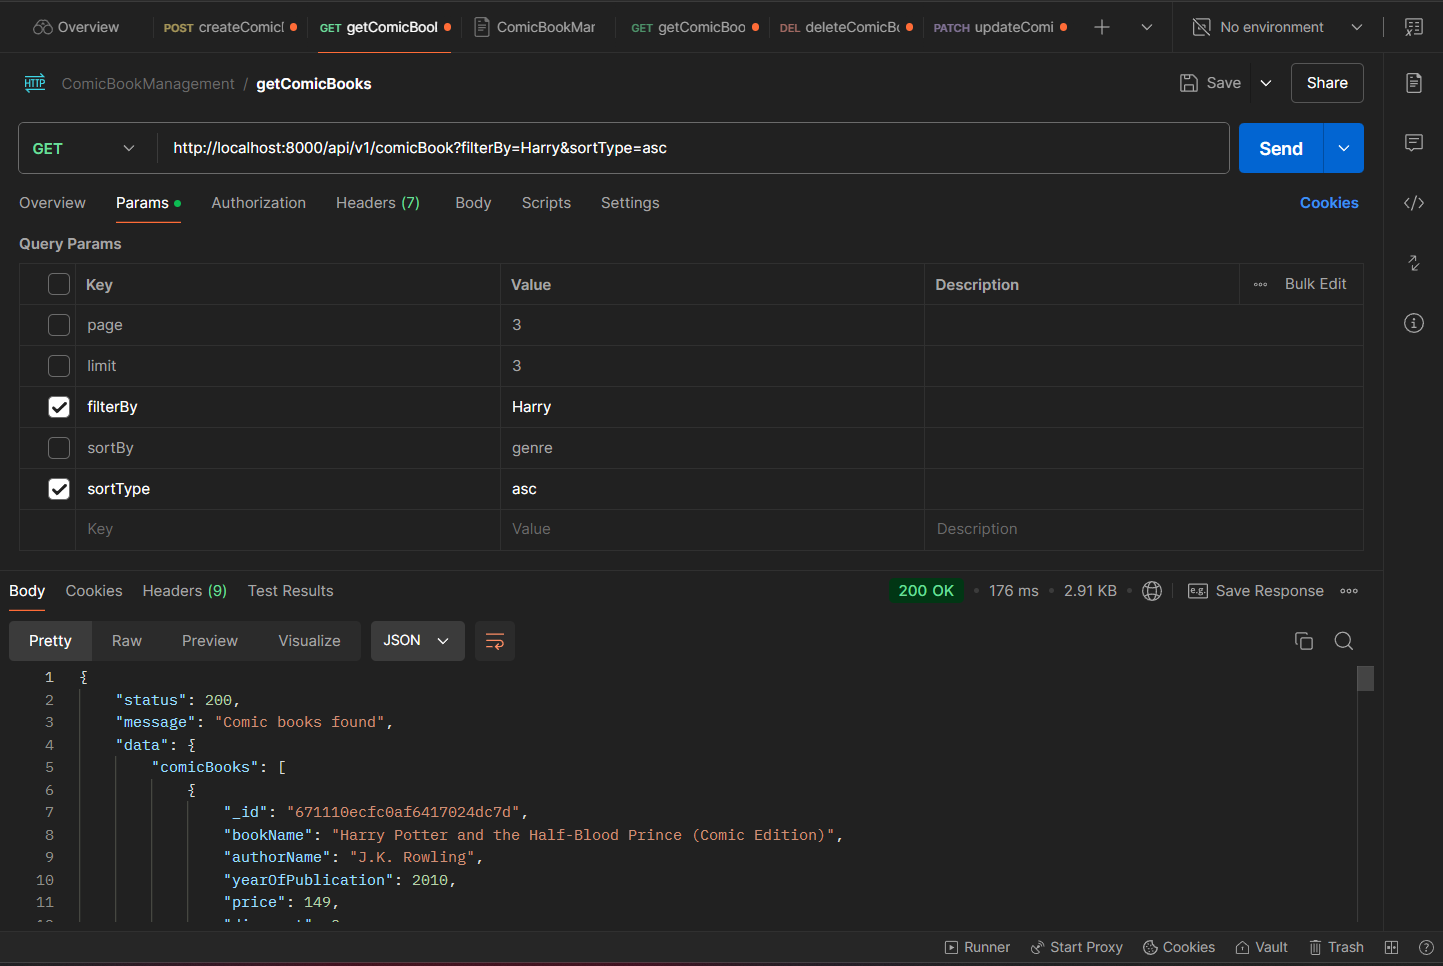 Overview POST createComicI GET getComicBool ComicBookMar GET getComicBoo DEL deleteComicBo PATCH updateComi No environment
HTTP ComicBookManagement / getComicBooks Save Share
GET http://localhost:8000/api/v1/comicBook?filterBy=Harry&sortType=asc Send
Overview Params Authorization Headers (7) Body Scripts Settings Cookies
Query Params
Key Value Description Bulk Edit
page 3
limit 3
filterBy Harry
sortBy genre
sortType asc
Key Value Description
Body Cookies Headers (9) Test Results 200 OK 176 ms 2.91 KB e.g. Save Response
Pretty Raw Preview Visualize JSON
1 {
2 "status": 200,
3 "message": "Comic books found",
4 "data": {
5 "comicBooks": [
6 {
7 "_id": "671110ecfc0af6417024dc7d",
8 "bookName": "Harry Potter and the Half-Blood Prince (Comic Edition)",
9 "authorName": "J.K. Rowling",
10 "yearOfPublication": 2010,
11 "price": 149,
Runner Start Proxy Cookies Vault Trash